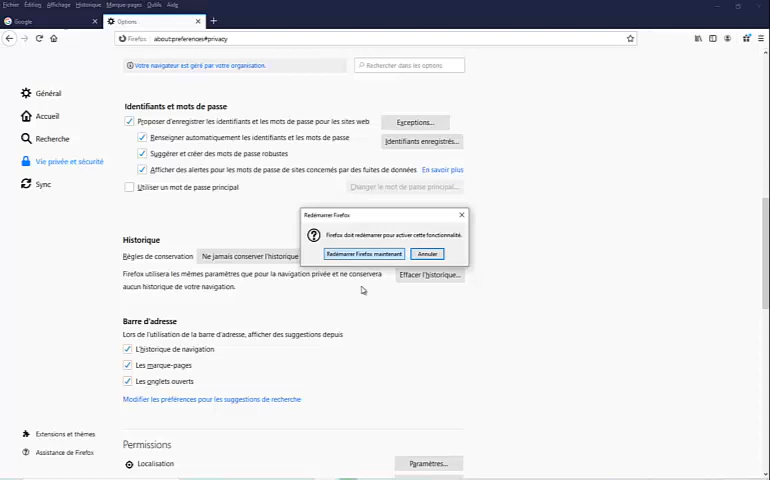 Fichier Édition Affichage Historique Marque-pages Outils Aide
Google
Options
Firefox about:preferences#privacy
Votre navigateur est géré par votre organisation.
Rechercher dans les options
Général
Accueil
Recherche
Vie privée et sécurité
Sync
Identifiants et mots de passe
Proposer d'enregistrer les identifiants et les mots de passe pour les sites web
Exceptions...
Renseigner automatiquement les identifiants et les mots de passe
Identifiants enregistrés...
Suggérer et créer des mots de passe robustes
Afficher des alertes pour les mots de passe de sites concernés par des fuites de données En savoir plus
Utiliser un mot de passe principal
Changer le mot de passe principal...
Redémarrer Firefox
Firefox doit redémarrer pour activer cette fonctionnalité.
Redémarrer Firefox maintenant
Annuler
Historique
Règles de conservation Ne jamais conserver l'historique
Firefox utilisera les mêmes paramètres que pour la navigation privée et ne conservera
aucun historique de votre navigation.
Effacer l'historique...
Barre d'adresse
Lors de l'utilisation de la barre d'adresse, afficher des suggestions depuis
L'historique de navigation
Les marque-pages
Les onglets ouverts
Modifier les préférences pour les suggestions de recherche
Extensions et thèmes
Assistance de Firefox
Permissions
Localisation
Paramètres...